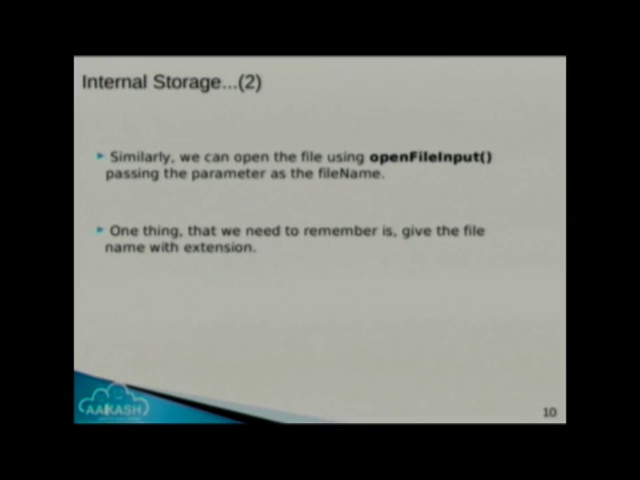 Internal Storage...(2)
Similarly, we can open the file using openFileInput()
passing the parameter as the fileName.
One thing, that we need to remember is, give the file
name with extension.
AAKASH
10